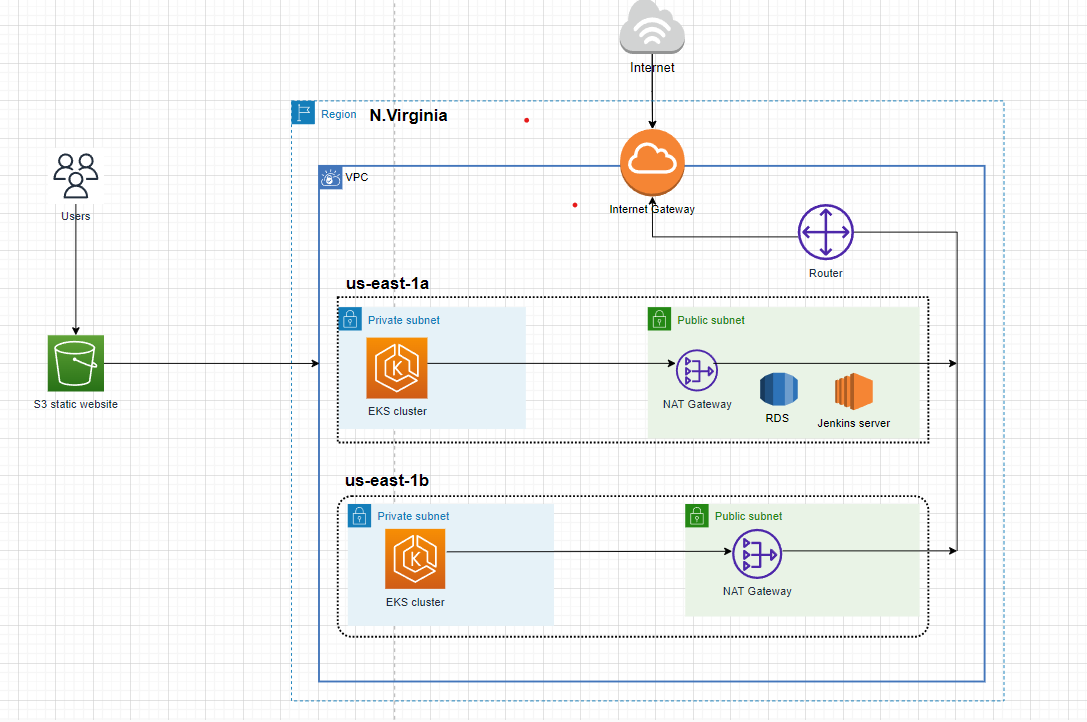 Internet
Region
N.Virginia
VPC
Users
Internet Gateway
Router
us-east-1a
Private subnet
Public subnet
EKS cluster
NAT Gateway
RDS
Jenkins server
S3 static website
us-east-1b
Private subnet
Public subnet
EKS cluster
NAT Gateway